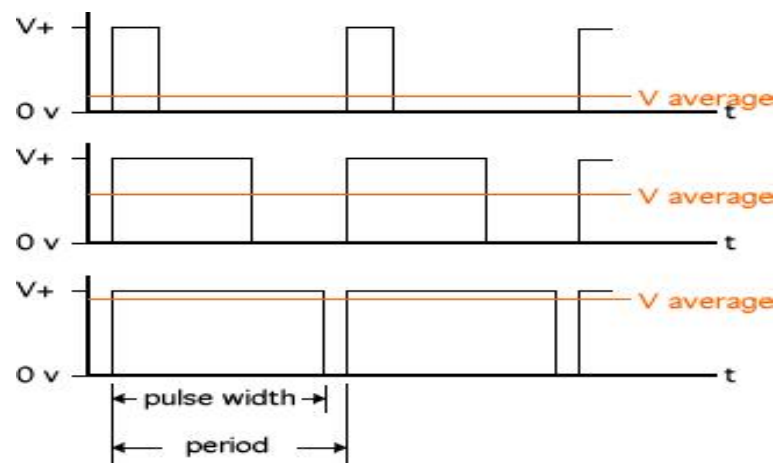 V+
V average
0 v
t
V+
V average
0 v
t
V+
V average
0 v
t
pulse width
period